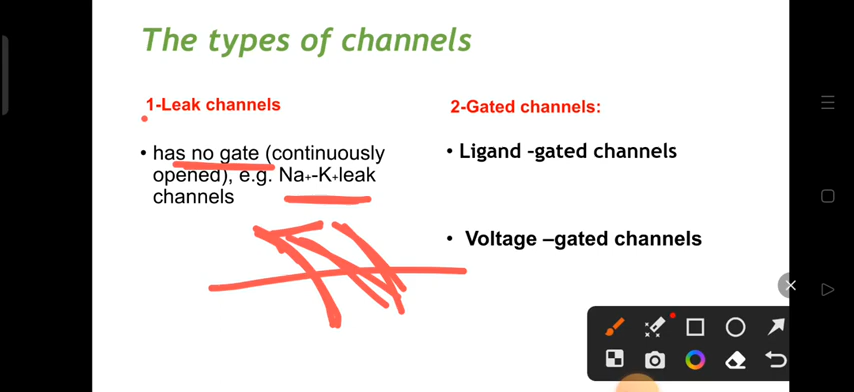 The types of channels
1-Leak channels
• has no gate (continuously
opened), e.g. Na+-K+leak
channels
2-Gated channels:
• Ligand -gated channels
• Voltage –gated channels